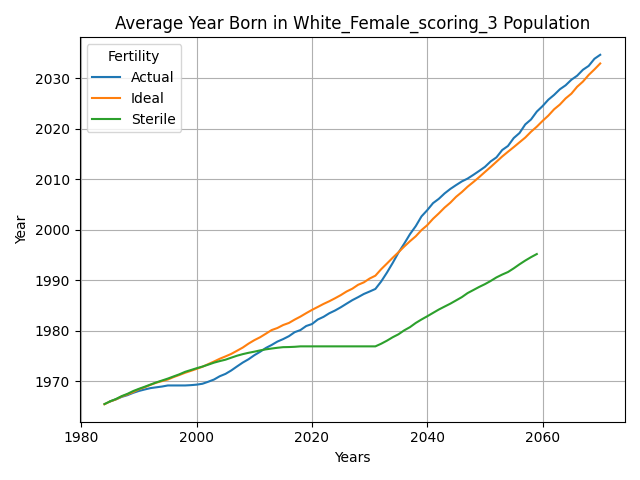 Average Year Born in White_Female_scoring_3 Population
Fertility
Actual
Ideal
Sterile
Year
2030
2020
2010
2000
1990
1980
1970
1980
2000
2020
2040
2060
Years